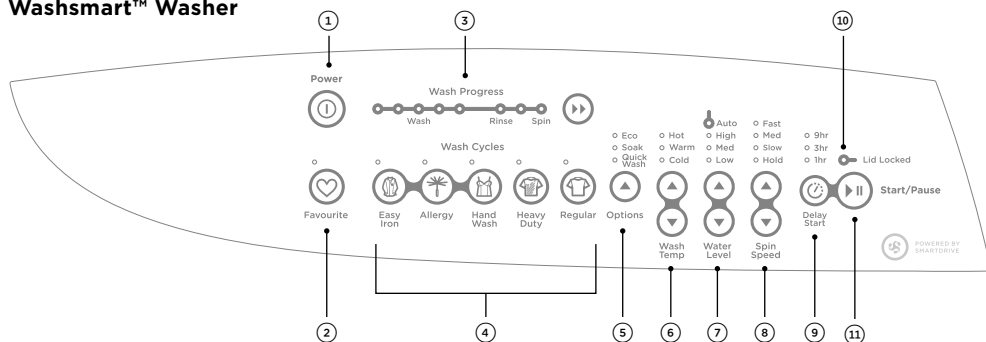 Washsmart™ Washer
1
3
10
Power
Wash Progress
Wash
Rinse
Spin
Wash Cycles
Eco
Soak
Quick
Wash
Hot
Warm
Cold
Auto
High
Med
Low
Fast
Med
Slow
Hold
9hr
3hr
1hr
Lid Locked
Start/Pause
Favourite
Easy
Iron
Allergy
Hand
Wash
Heavy
Duty
Regular
Options
Wash
Temp
Water
Level
Spin
Speed
Delay
Start
POWERED BY
SMARTDRIVE
2
4
5
6
7
8
9
11